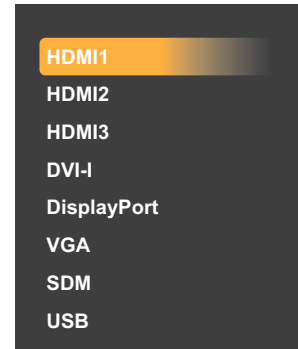 HDMI1
HDMI2
HDMI3
DVI-I
DisplayPort
VGA
SDM
USB